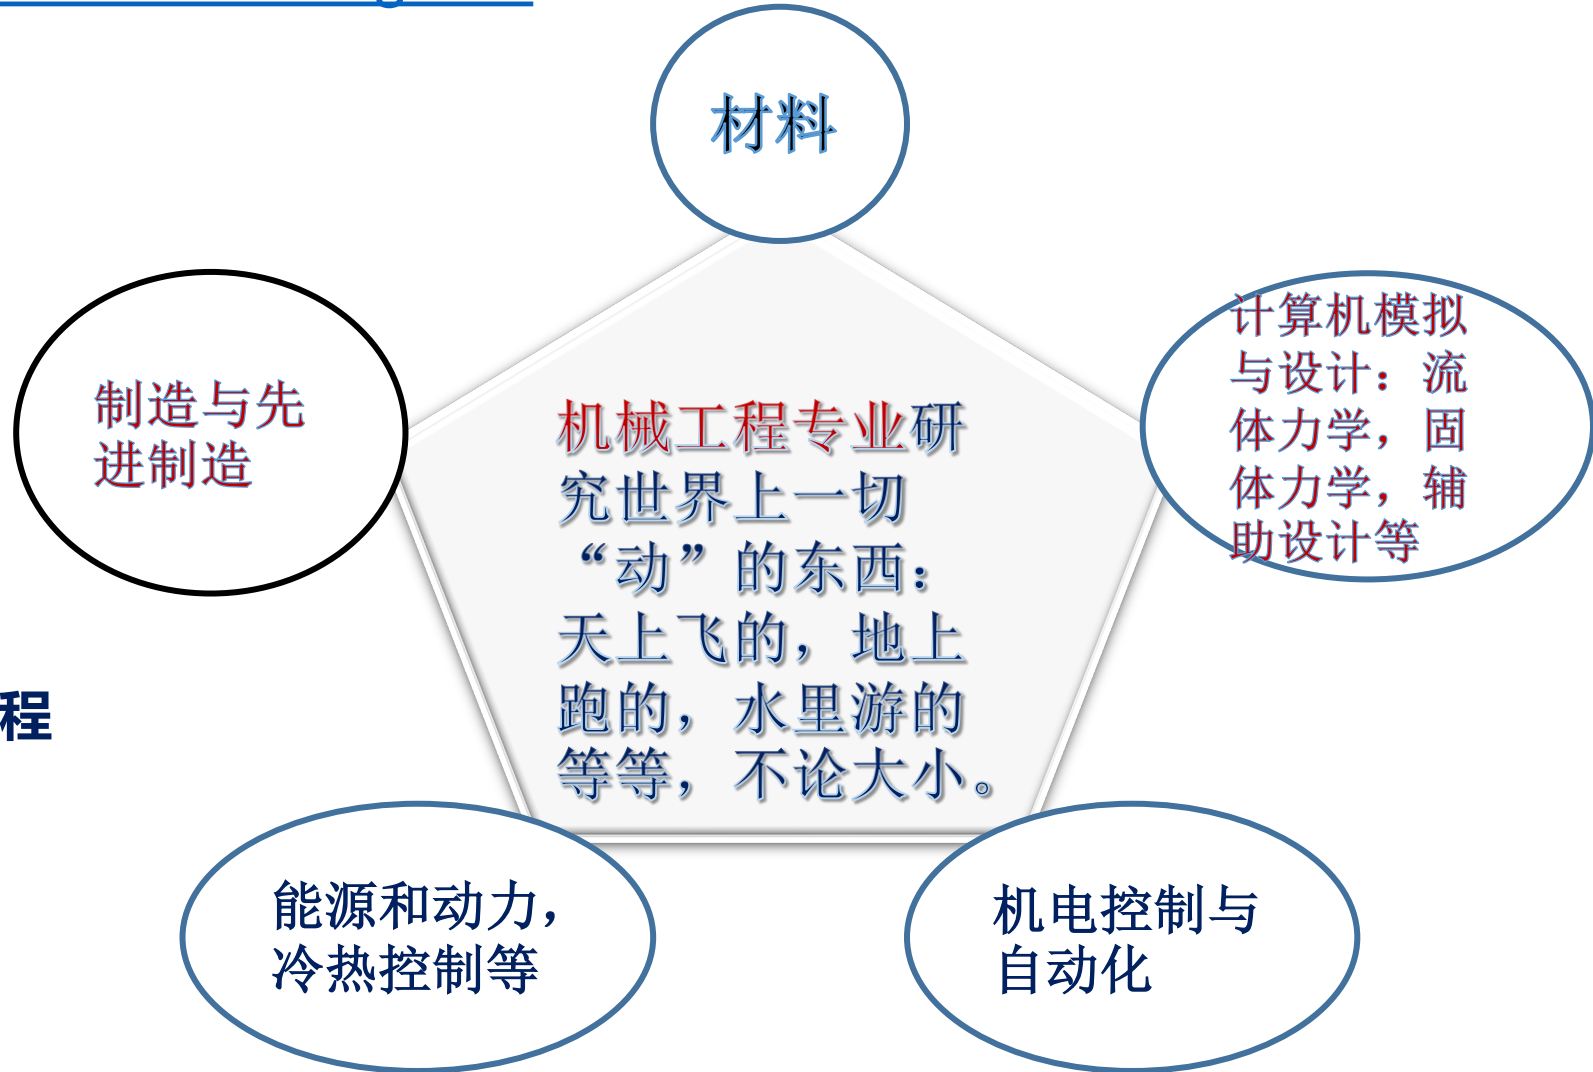 材料
计算机模拟
与设计：流
体力学，固
体力学，辅
助设计等
制造与先
进制造
机械工程专业研
究世界上一切
“动”的东西：
天上飞的，地上
跑的，水里游的
等等，不论大小。
程
能源和动力，
冷热控制等
机电控制与
自动化